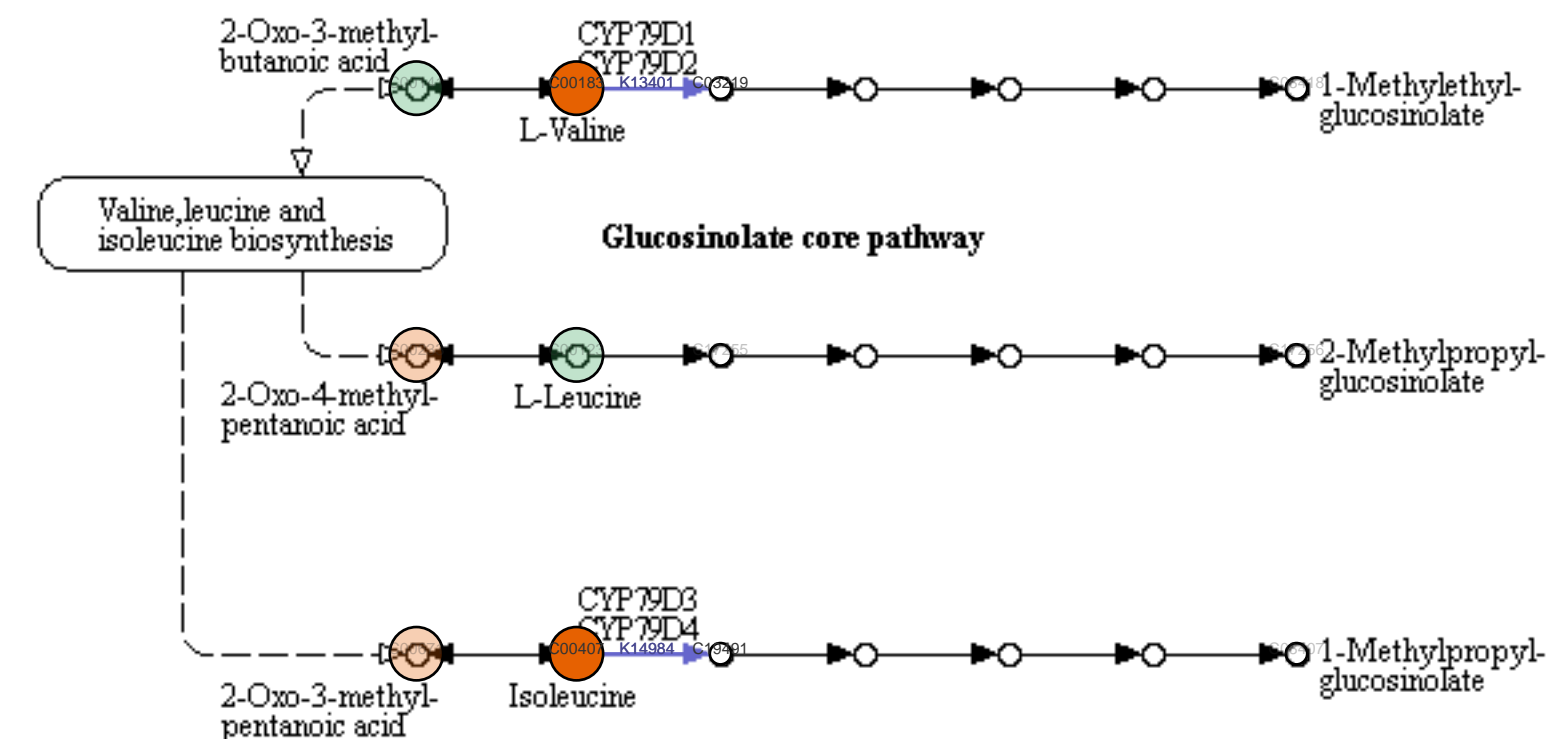 2-Oxo-3-methyl-
butanoic acid
CYP79D1
CYP79D2
C00183
K13401
C03219
1-Methylethyl-
glucosinolate
L-Valine
Valine,leucine and
isoleucine biosynthesis
Glucosinolate core pathway
C17255
C17256
2-Methylpropyl-
glucosinolate
2-Oxo-4-methyl-
pentanoic acid
L-Leucine
CYP79D3
CYP79D4
C00407
K14984
C19491
1-Methylpropyl-
glucosinolate
2-Oxo-3-methyl-
pentanoic acid
Isoleucine